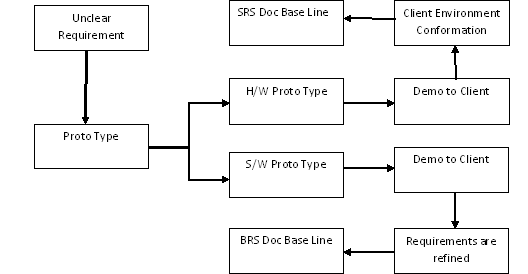 Unclear
Requirement
SRS Doc Base Line
Client Environment
Conformation
Proto Type
H/W Proto Type
Demo to Client
S/W Proto Type
Demo to Client
BRS Doc Base Line
Requirements are
refined